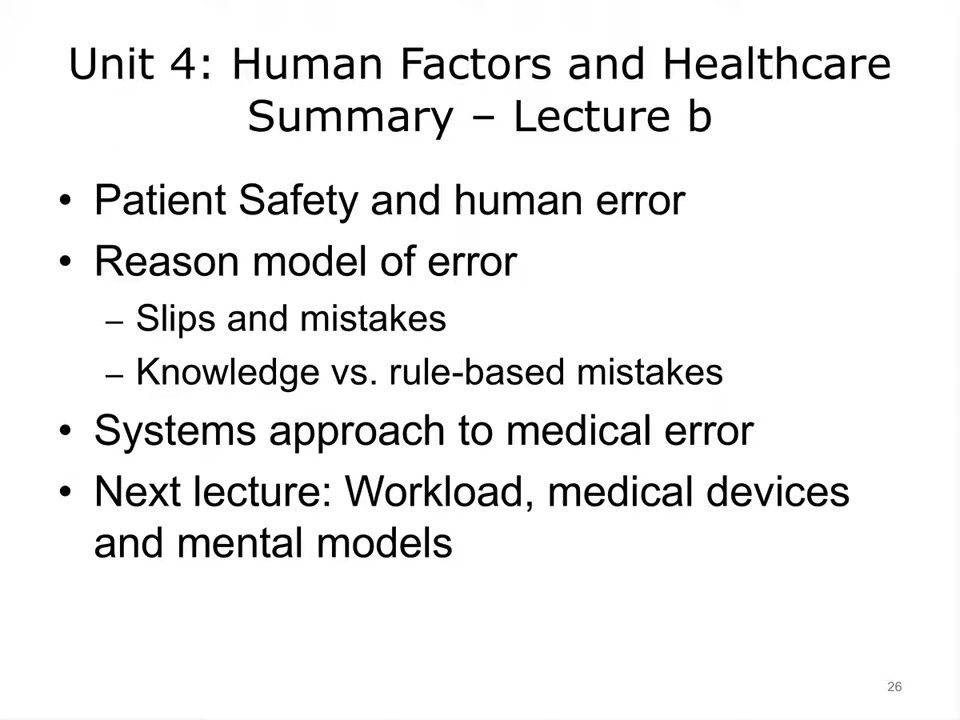 Unit 4: Human Factors and Healthcare
Summary – Lecture b
• Patient Safety and human error
• Reason model of error
– Slips and mistakes
– Knowledge vs. rule-based mistakes
• Systems approach to medical error
• Next lecture: Workload, medical devices
and mental models
26